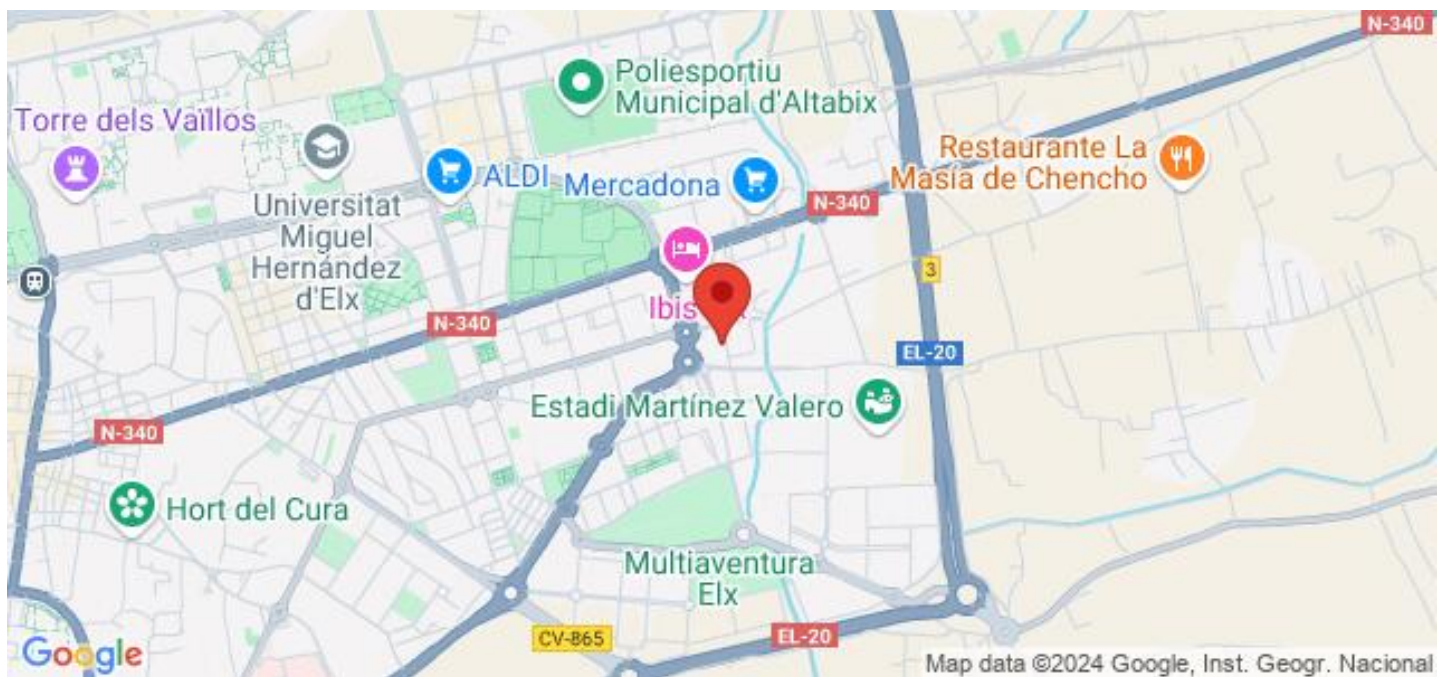 N-340
Poliesportiu
Municipal d'Altabix
Torre dels Vaïllos
Restaurante La
Masía de Chencho
ALDI
Mercadona
Universitat
Miguel
Hernández
d'Elx
N-340
3
Ibis
N-340
EL-20
Estadi Martínez Valero
N-340
Hort del Cura
Multiaventura
Elx
CV-865
EL-20
Google
Map data ©2024 Google, Inst. Geogr. Nacional